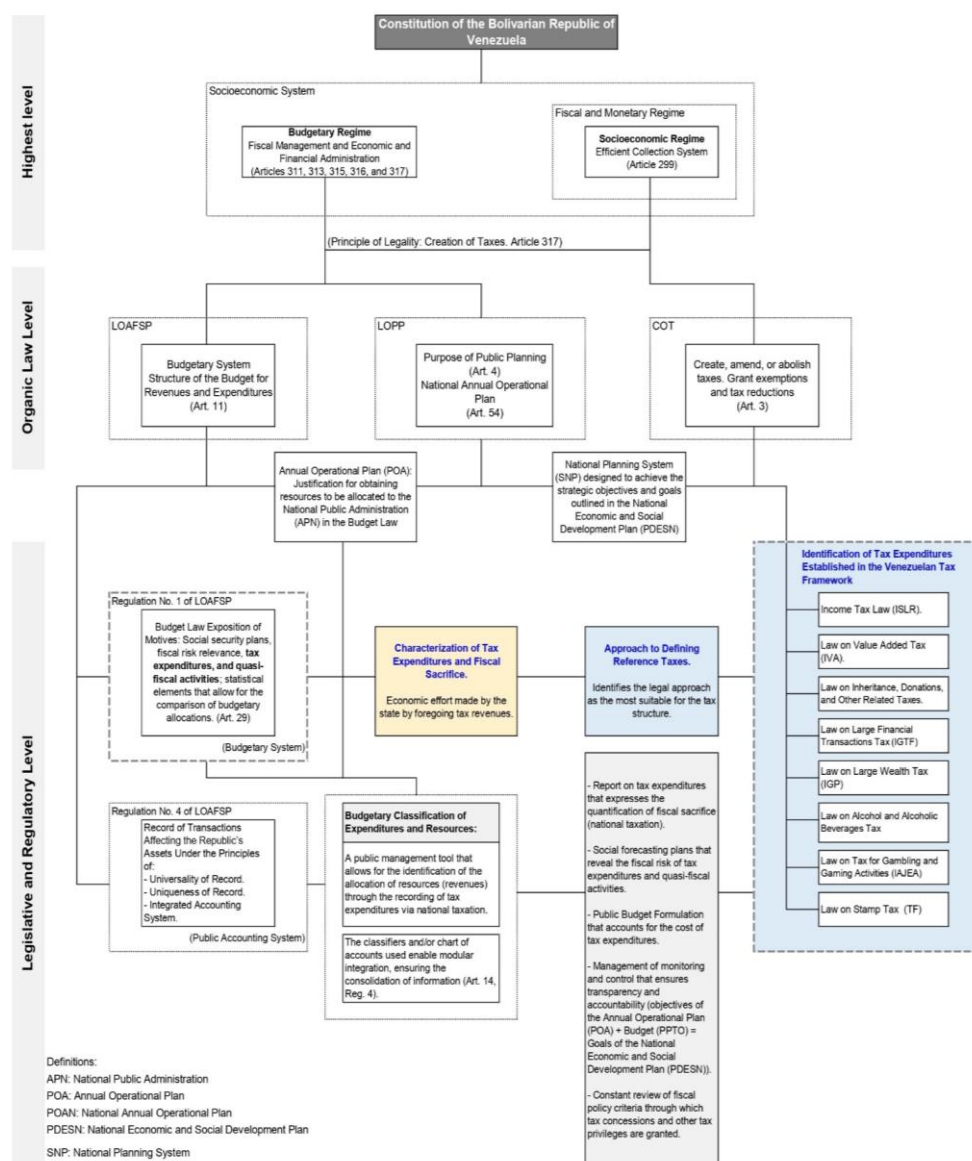 Constitution of the Bolivarian Republic of
Venezuela
Highest level
Socioeconomic System
Fiscal and Monetary Regime
Budgetary Regime
Fiscal Management and Economic and
Financial Administration
(Articles 311, 313, 315, 316, and 317)
Socioeconomic Regime
Efficient Collection System
(Article 299)
(Principle of Legality: Creation of Taxes. Article 317)
Organic Law Level
LOAFSP
Budgetary System
Structure of the Budget for
Revenues and Expenditures
(Art. 11)
LOPP
Purpose of Public Planning
(Art. 4)
National Annual Operational
Plan
(Art. 54)
COT
Create, amend, or abolish
taxes. Grant exemptions
and tax reductions
(Art. 3)
Annual Operational Plan (POA):
Justification for obtaining
resources to be allocated to the
National Public Administration
(APN) in the Budget Law
National Planning System
(SNP) designed to achieve the
strategic objectives and goals
outlined in the National
Economic and Social
Development Plan (PDESN)
Legislative and Regulatory Level
Regulation No. 1 of LOAFSP
Budget Law Exposition of
Motives: Social security plans,
fiscal risk relevance, tax
expenditures, and quasi-
fiscal activities; statistical
elements that allow for the
comparison of budgetary
allocations. (Art. 29)
(Budgetary System)
Characterization of Tax
Expenditures and Fiscal
Sacrifice.
Economic effort made by the
state by foregoing tax revenues.
Approach to Defining
Reference Taxes.
Identifies the legal approach
as the most suitable for the tax
structure.
Identification of Tax Expenditures
Established in the Venezuelan Tax
Framework
Income Tax Law (ISLR).
Law on Value Added Tax
(IVA).
Law on Inheritance, Donations,
and Other Related Taxes.
Law on Large Financial
Transactions Tax (IGTF)
Law on Large Wealth Tax
(IGP)
Law on Alcohol and Alcoholic
Beverages Tax
Law on Tax for Gambling and
Gaming Activities (IAJEA)
Law on Stamp Tax (TF)
Regulation No. 4 of LOAFSP
Record of Transactions
Affecting the Republic's
Assets Under the Principles
of:
- Universality of Record.
- Uniqueness of Record.
- Integrated Accounting
System.
(Public Accounting System)
Budgetary Classification of
Expenditures and Resources:
A public management tool that
allows for the identification of the
allocation of resources (revenues)
through the recording of tax
expenditures via national taxation.
The classifiers and/or chart of
accounts used enable modular
integration, ensuring the
consolidation of information (Art. 14,
Reg. 4).
- Report on tax expenditures
that expresses the
quantification of fiscal sacrifice
(national taxation).
- Social forecasting plans that
reveal the fiscal risk of tax
expenditures and quasi-fiscal
activities.
- Public Budget Formulation
that accounts for the cost of
tax expenditures.
- Management of monitoring
and control that ensures
transparency and
accountability (objectives of
the Annual Operational Plan
(POA) + Budget (PPTO) =
Goals of the National
Economic and Social
Development Plan (PDESN)).
- Constant review of fiscal
policy criteria through which
tax concessions and other tax
privileges are granted.
Definitions:
APN: National Public Administration
POA: Annual Operational Plan
POAN: National Annual Operational Plan
PDESN: National Economic and Social Development Plan
SNP: National Planning System